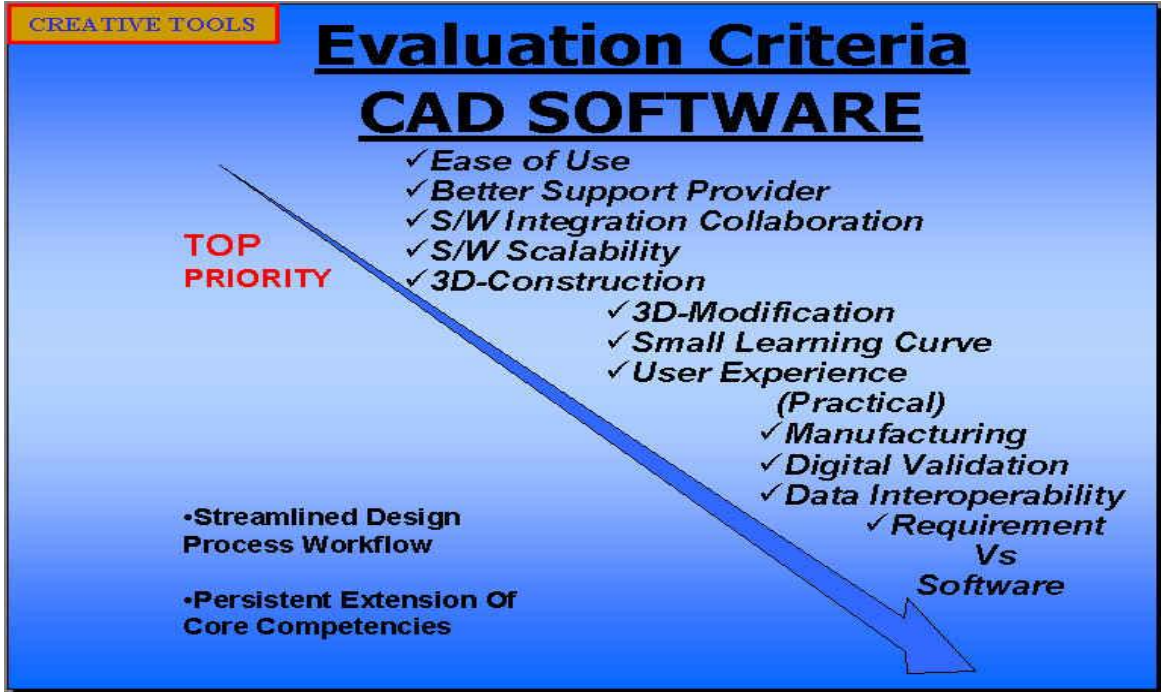 CREATIVE TOOLS
Evaluation Criteria
CAD SOFTWARE
✓Ease of Use
✓Better Support Provider
✓S/W Integration Collaboration
✓S/W Scalability
✓3D-Construction
TOP
PRIORITY
✓3D-Modification
✓Small Learning Curve
✓User Experience
(Practical)
✓Manufacturing
✓Digital Validation
✓Data Interoperability
✓Requirement
Vs
Software
•Streamlined Design
Process Workflow
•Persistent Extension Of
Core Competencies